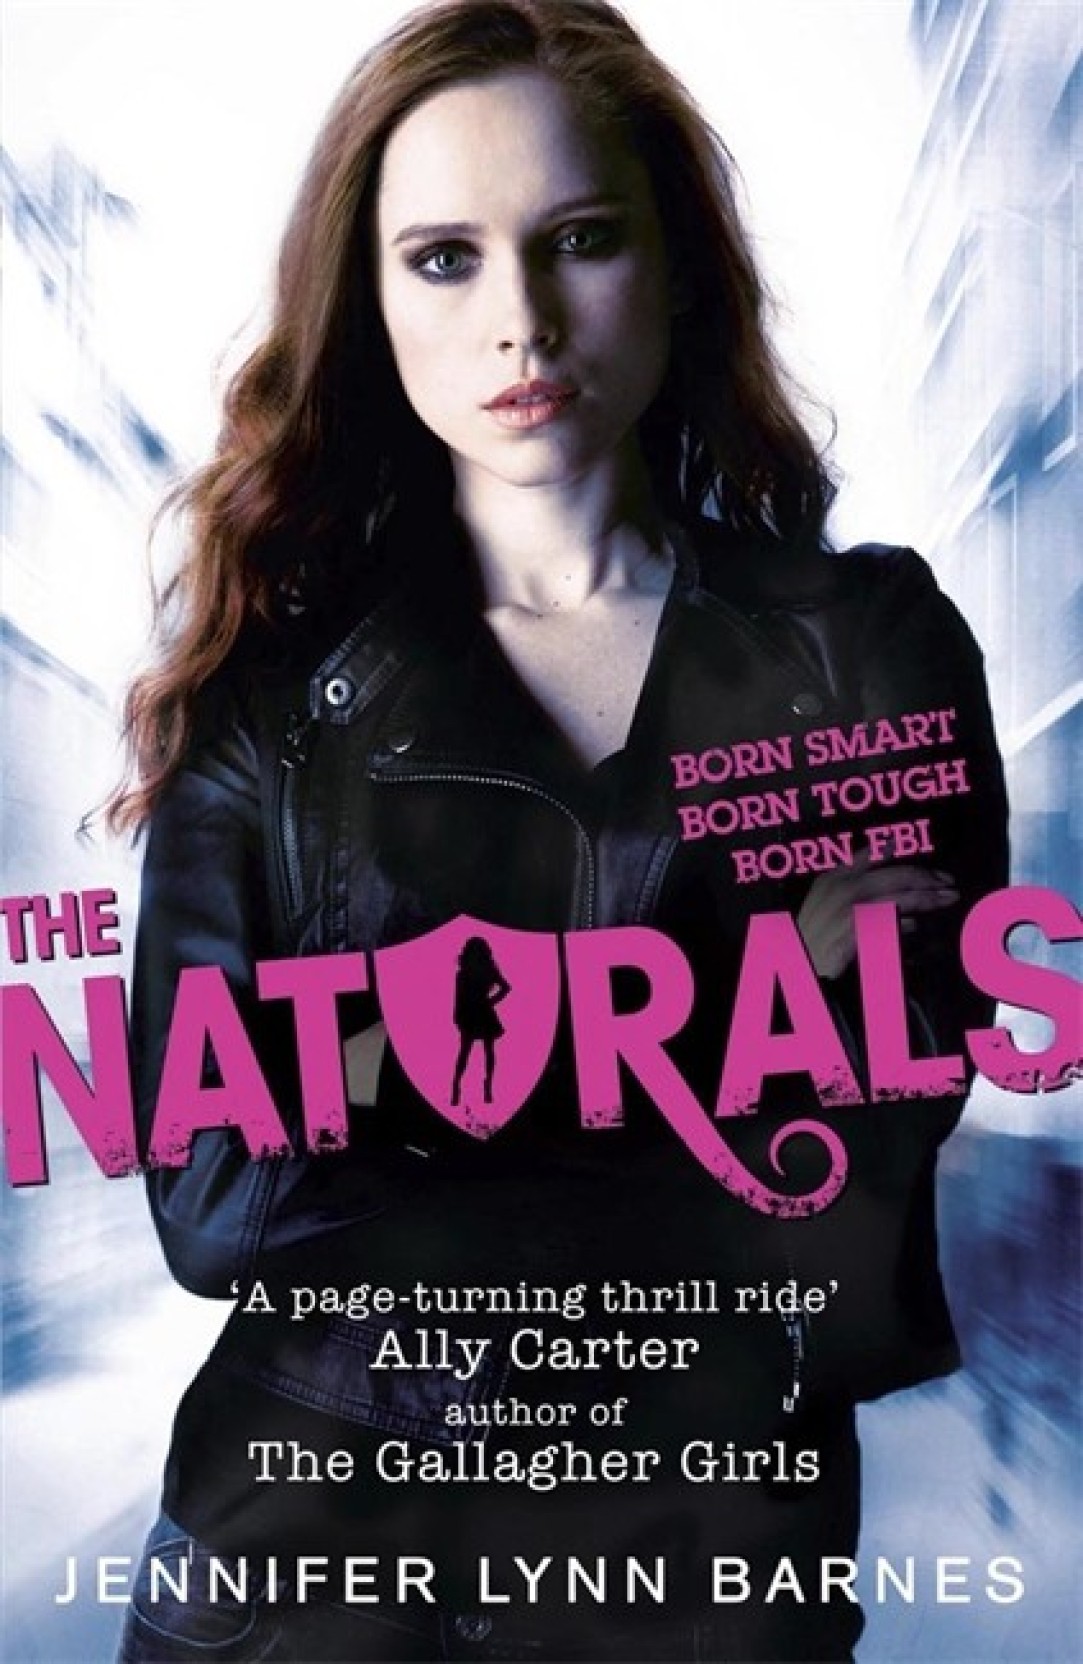 BORN SMART
BORN TOUGH
BORN FBI
THE
NATURALS
‘A page-turning thrill ride’
Ally Carter
author of
The Gallagher Girls
JENNIFER LYNN BARNES